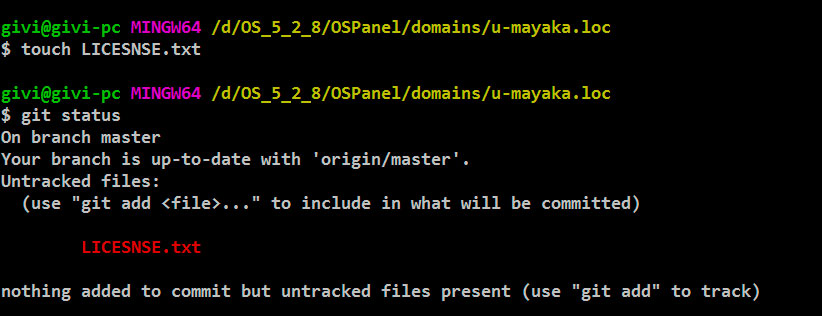 givi@givi-pc MINGW64 /d/OS_5_2_8/OSPanel/domains/u-mayaka.loc
$ touch LICESNSE.txt
givi@givi-pc MINGW64 /d/OS_5_2_8/OSPanel/domains/u-mayaka.loc
$ git status
On branch master
Your branch is up-to-date with 'origin/master'.
Untracked files:
  (use "git add <file>..." to include in what will be committed)
        LICESNSE.txt
nothing added to commit but untracked files present (use "git add" to track)